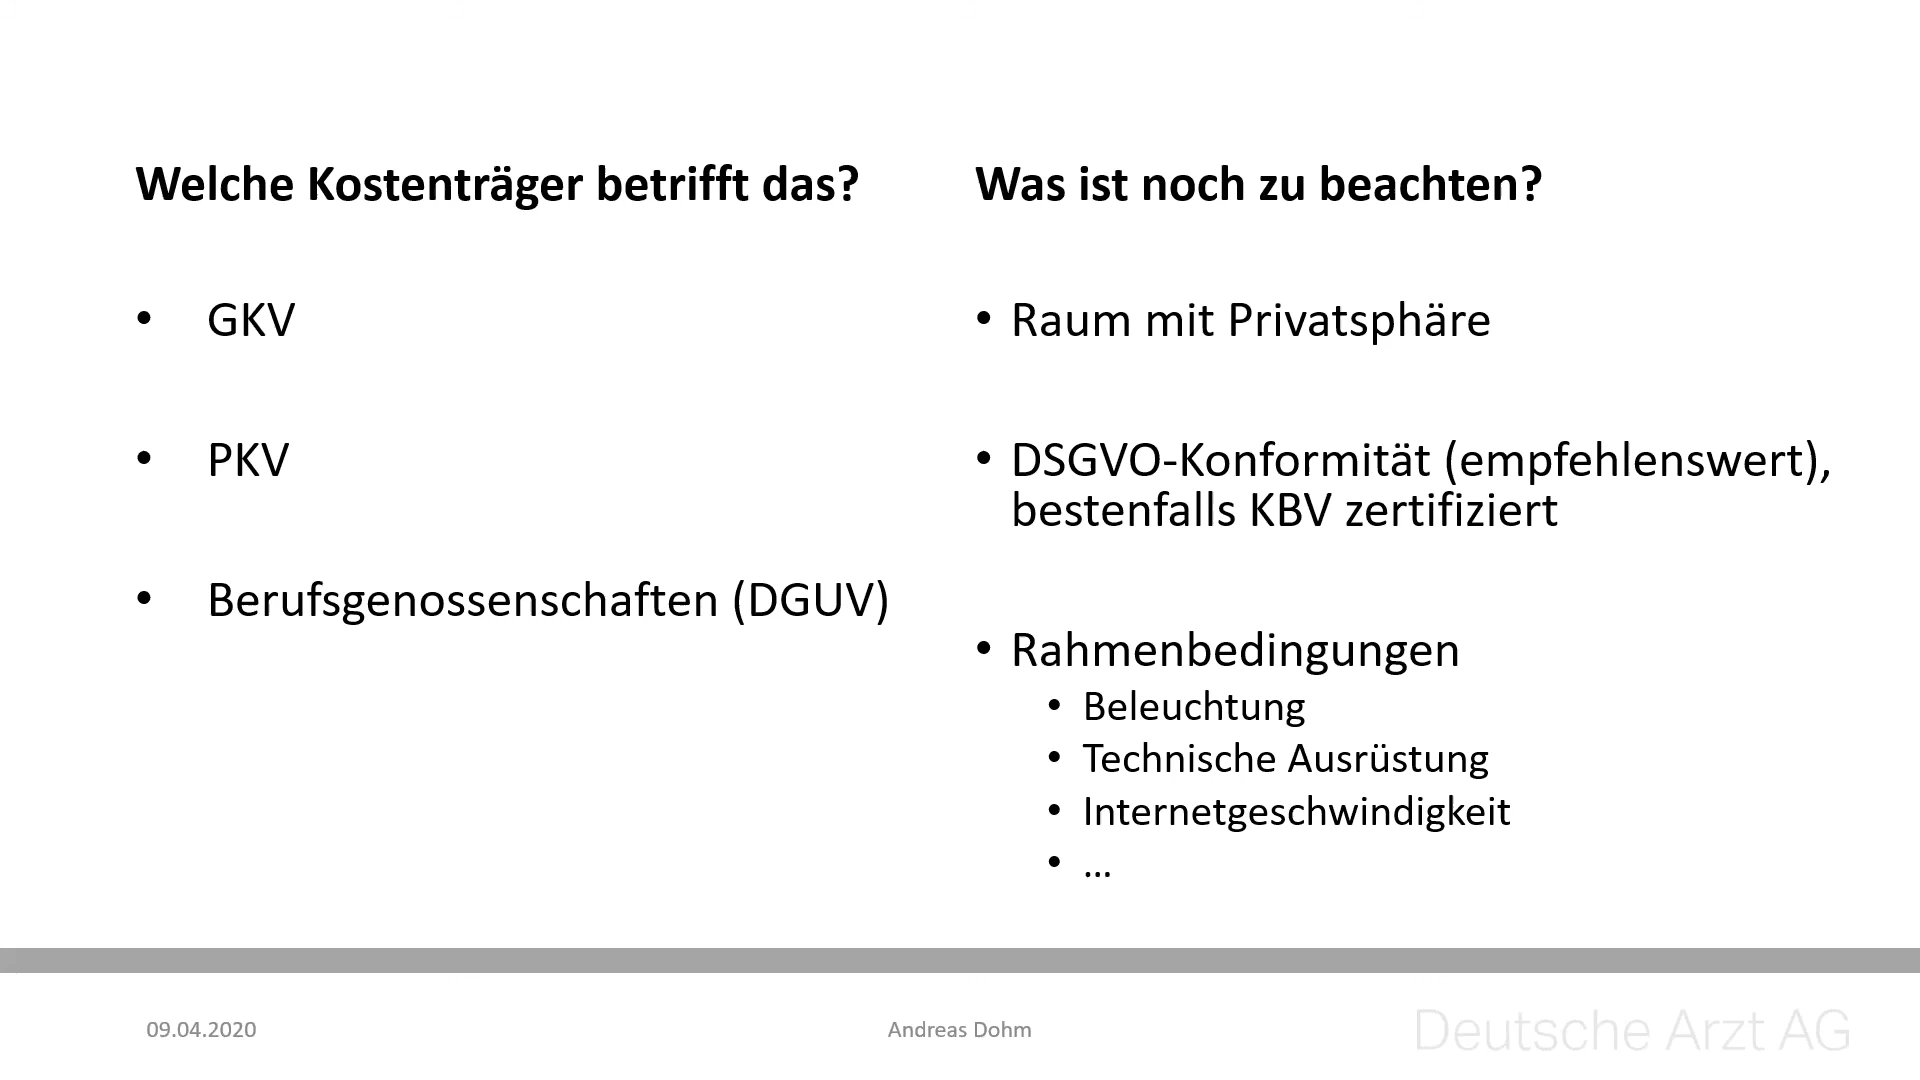 Welche Kostenträger betrifft das?
• GKV
• PKV
• Berufsgenossenschaften (DGUV)
Was ist noch zu beachten?
• Raum mit Privatsphäre
• DSGVO-Konformität (empfehlenswert),
bestenfalls KBV zertifiziert
• Rahmenbedingungen
• Beleuchtung
• Technische Ausrüstung
• Internetgeschwindigkeit
• ...
09.04.2020
Andreas Dohm
Deutsche Arzt AG